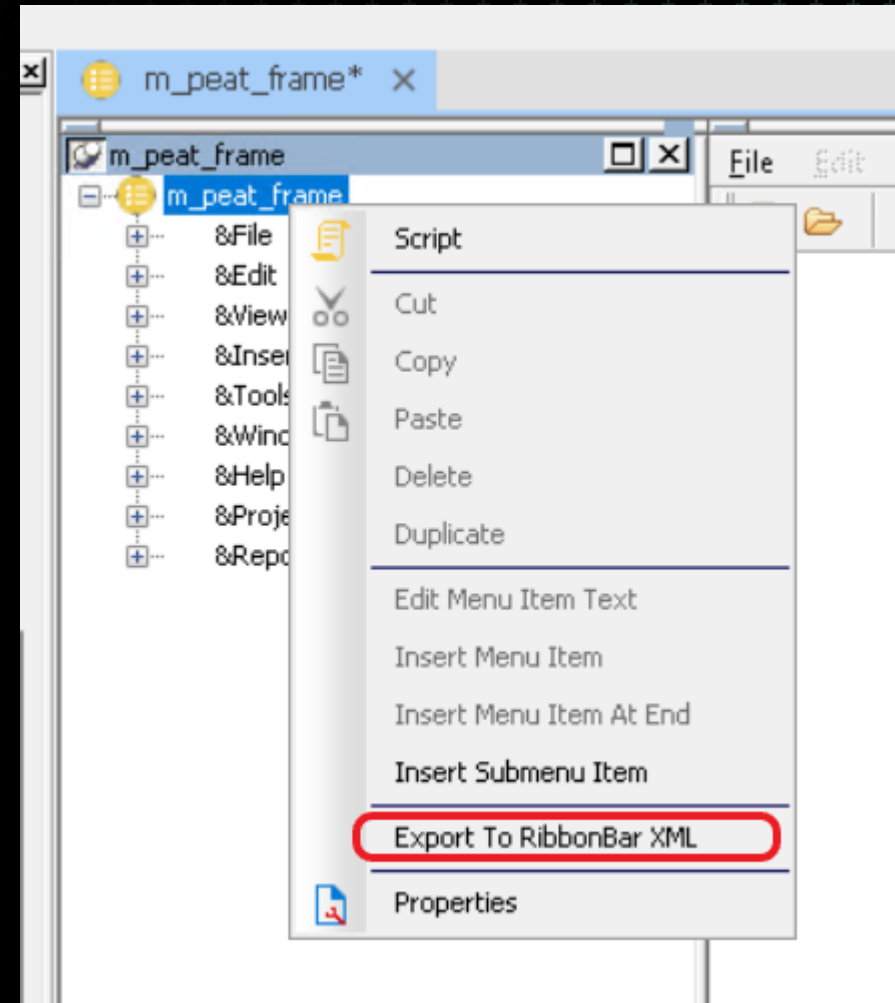 m_peat_frame*
m_peat_frame
File Edit
m_peat_frame
&File
&Edit
&View
&Inser
&Tools
&Winc
&Help
&Proje
&Repo
Script
Cut
Copy
Paste
Delete
Duplicate
Edit Menu Item Text
Insert Menu Item
Insert Menu Item At End
Insert Submenu Item
Export To RibbonBar XML
Properties